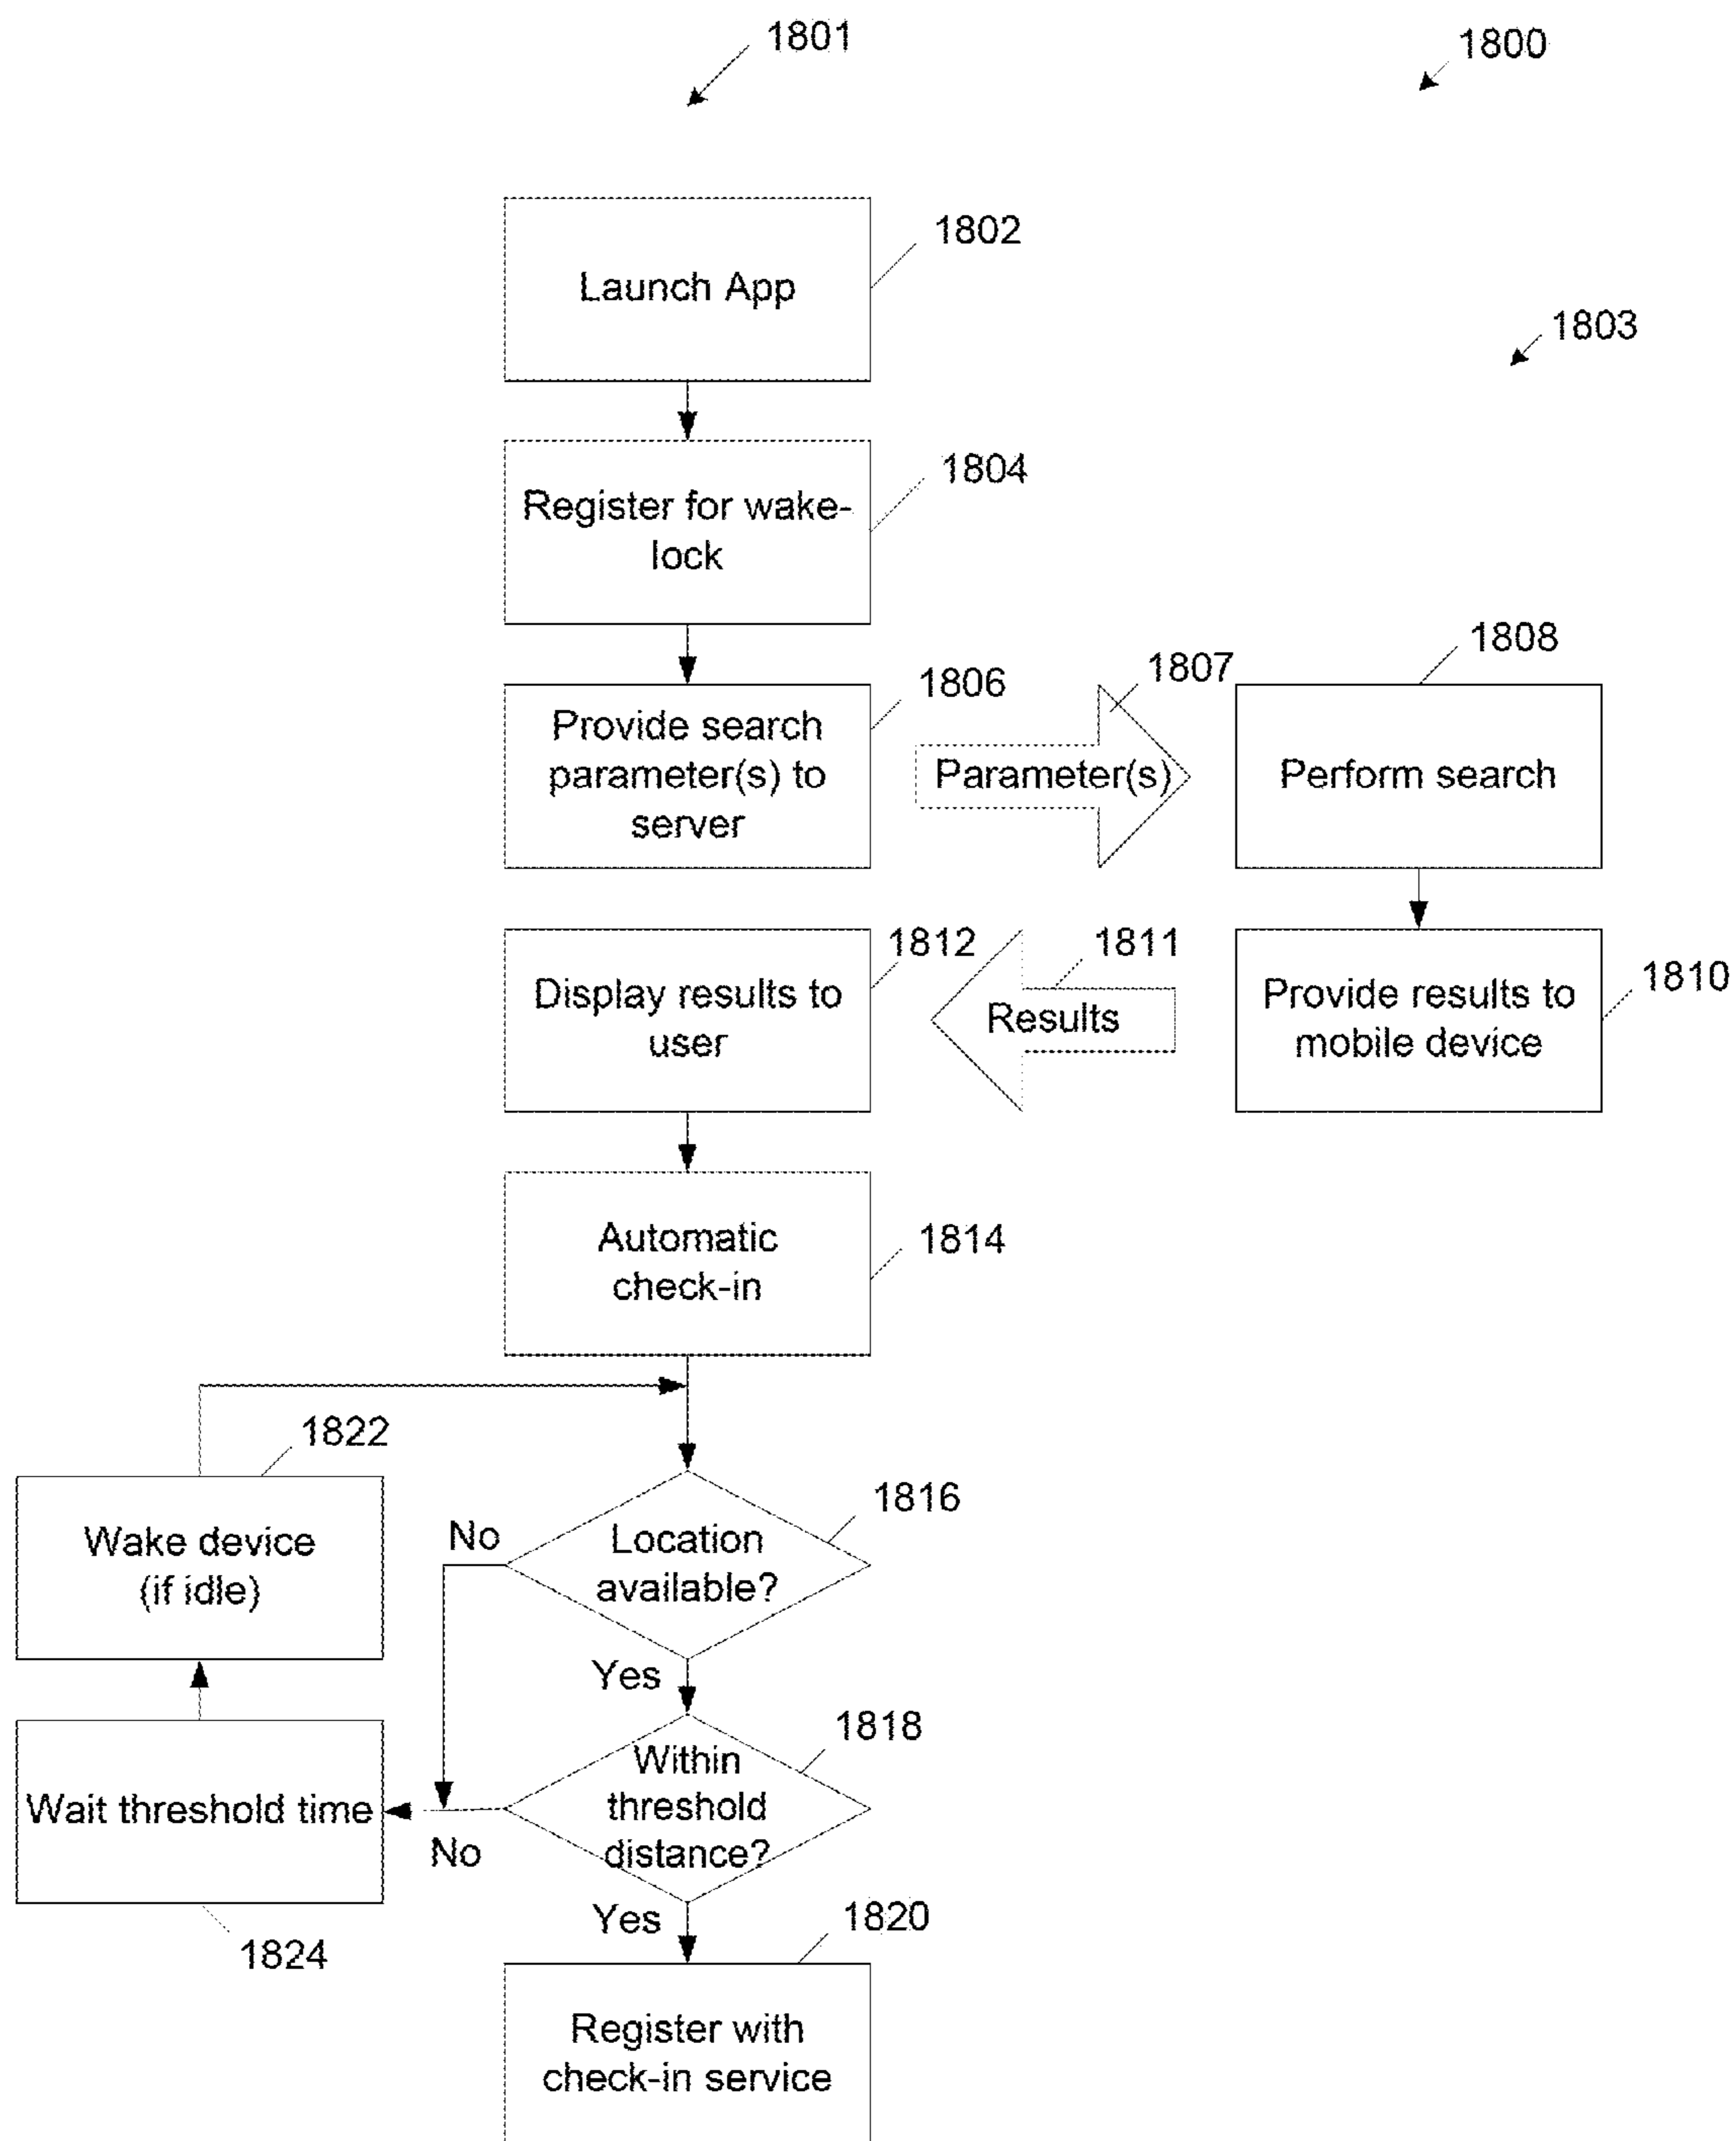 1801
1800
1802
Launch App
1803
1804
Register for wake-
lock
1806
Provide search
parameter(s) to
server
1807
Parameter(s)
1808
Perform search
1812
Display results to
user
1811
Results
1810
Provide results to
mobile device
1814
Automatic
check-in
1822
Wake device
(if idle)
1816
No
Location
available?
Yes
1818
Within
threshold
distance?
Wait threshold time
No
1824
Yes
1820
Register with
check-in service